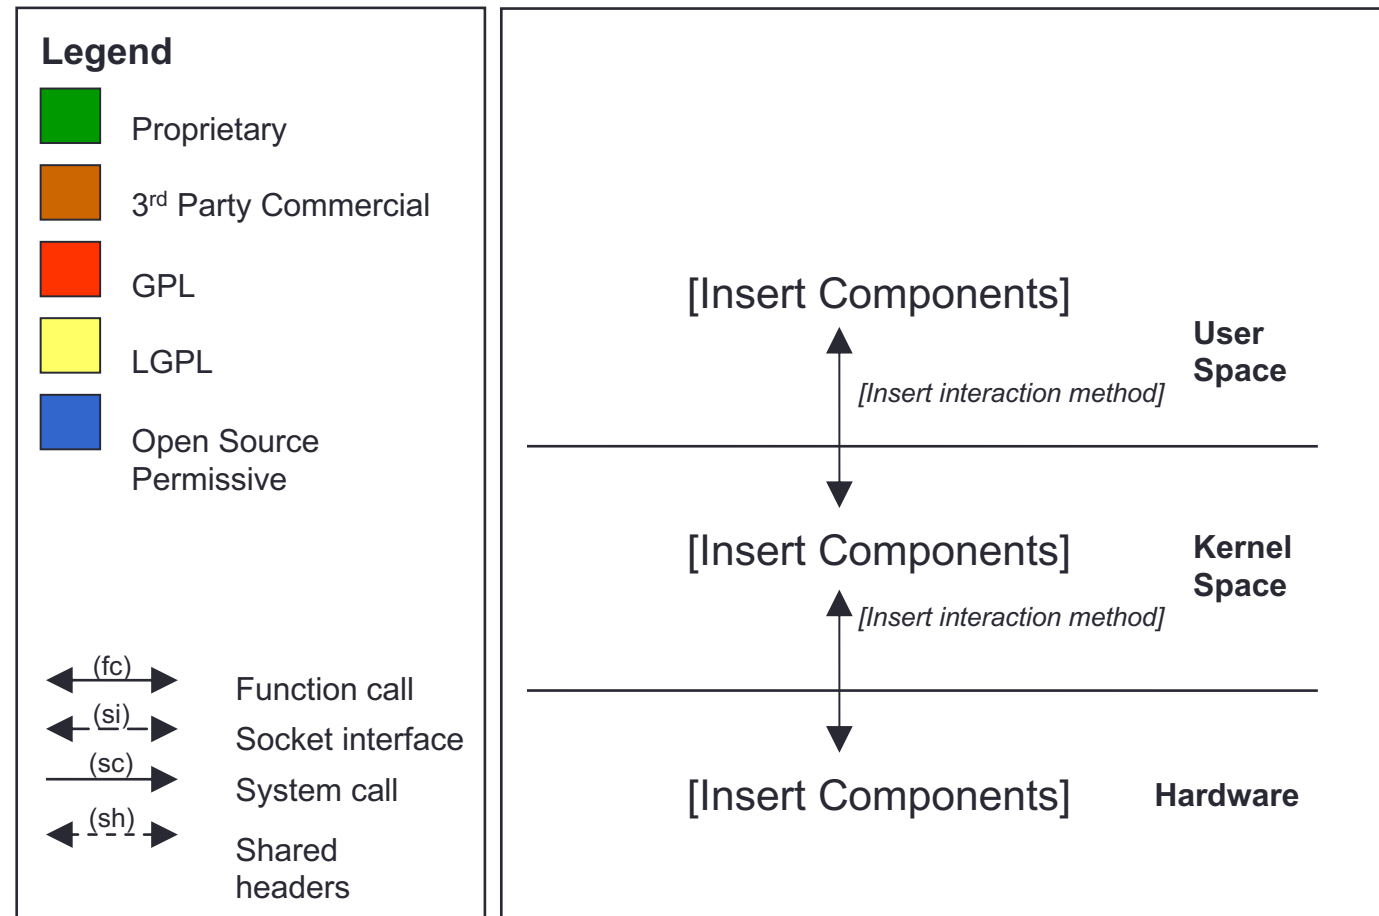 Legend
Proprietary
3rd Party Commercial
GPL
LGPL
Open Source
Permissive
(fc)
Function call
(si)
Socket interface
(sc)
System call
(sh)
Shared
headers
[Insert Components]
User
Space
[Insert interaction method]
[Insert Components]
Kernel
Space
[Insert interaction method]
[Insert Components]
Hardware